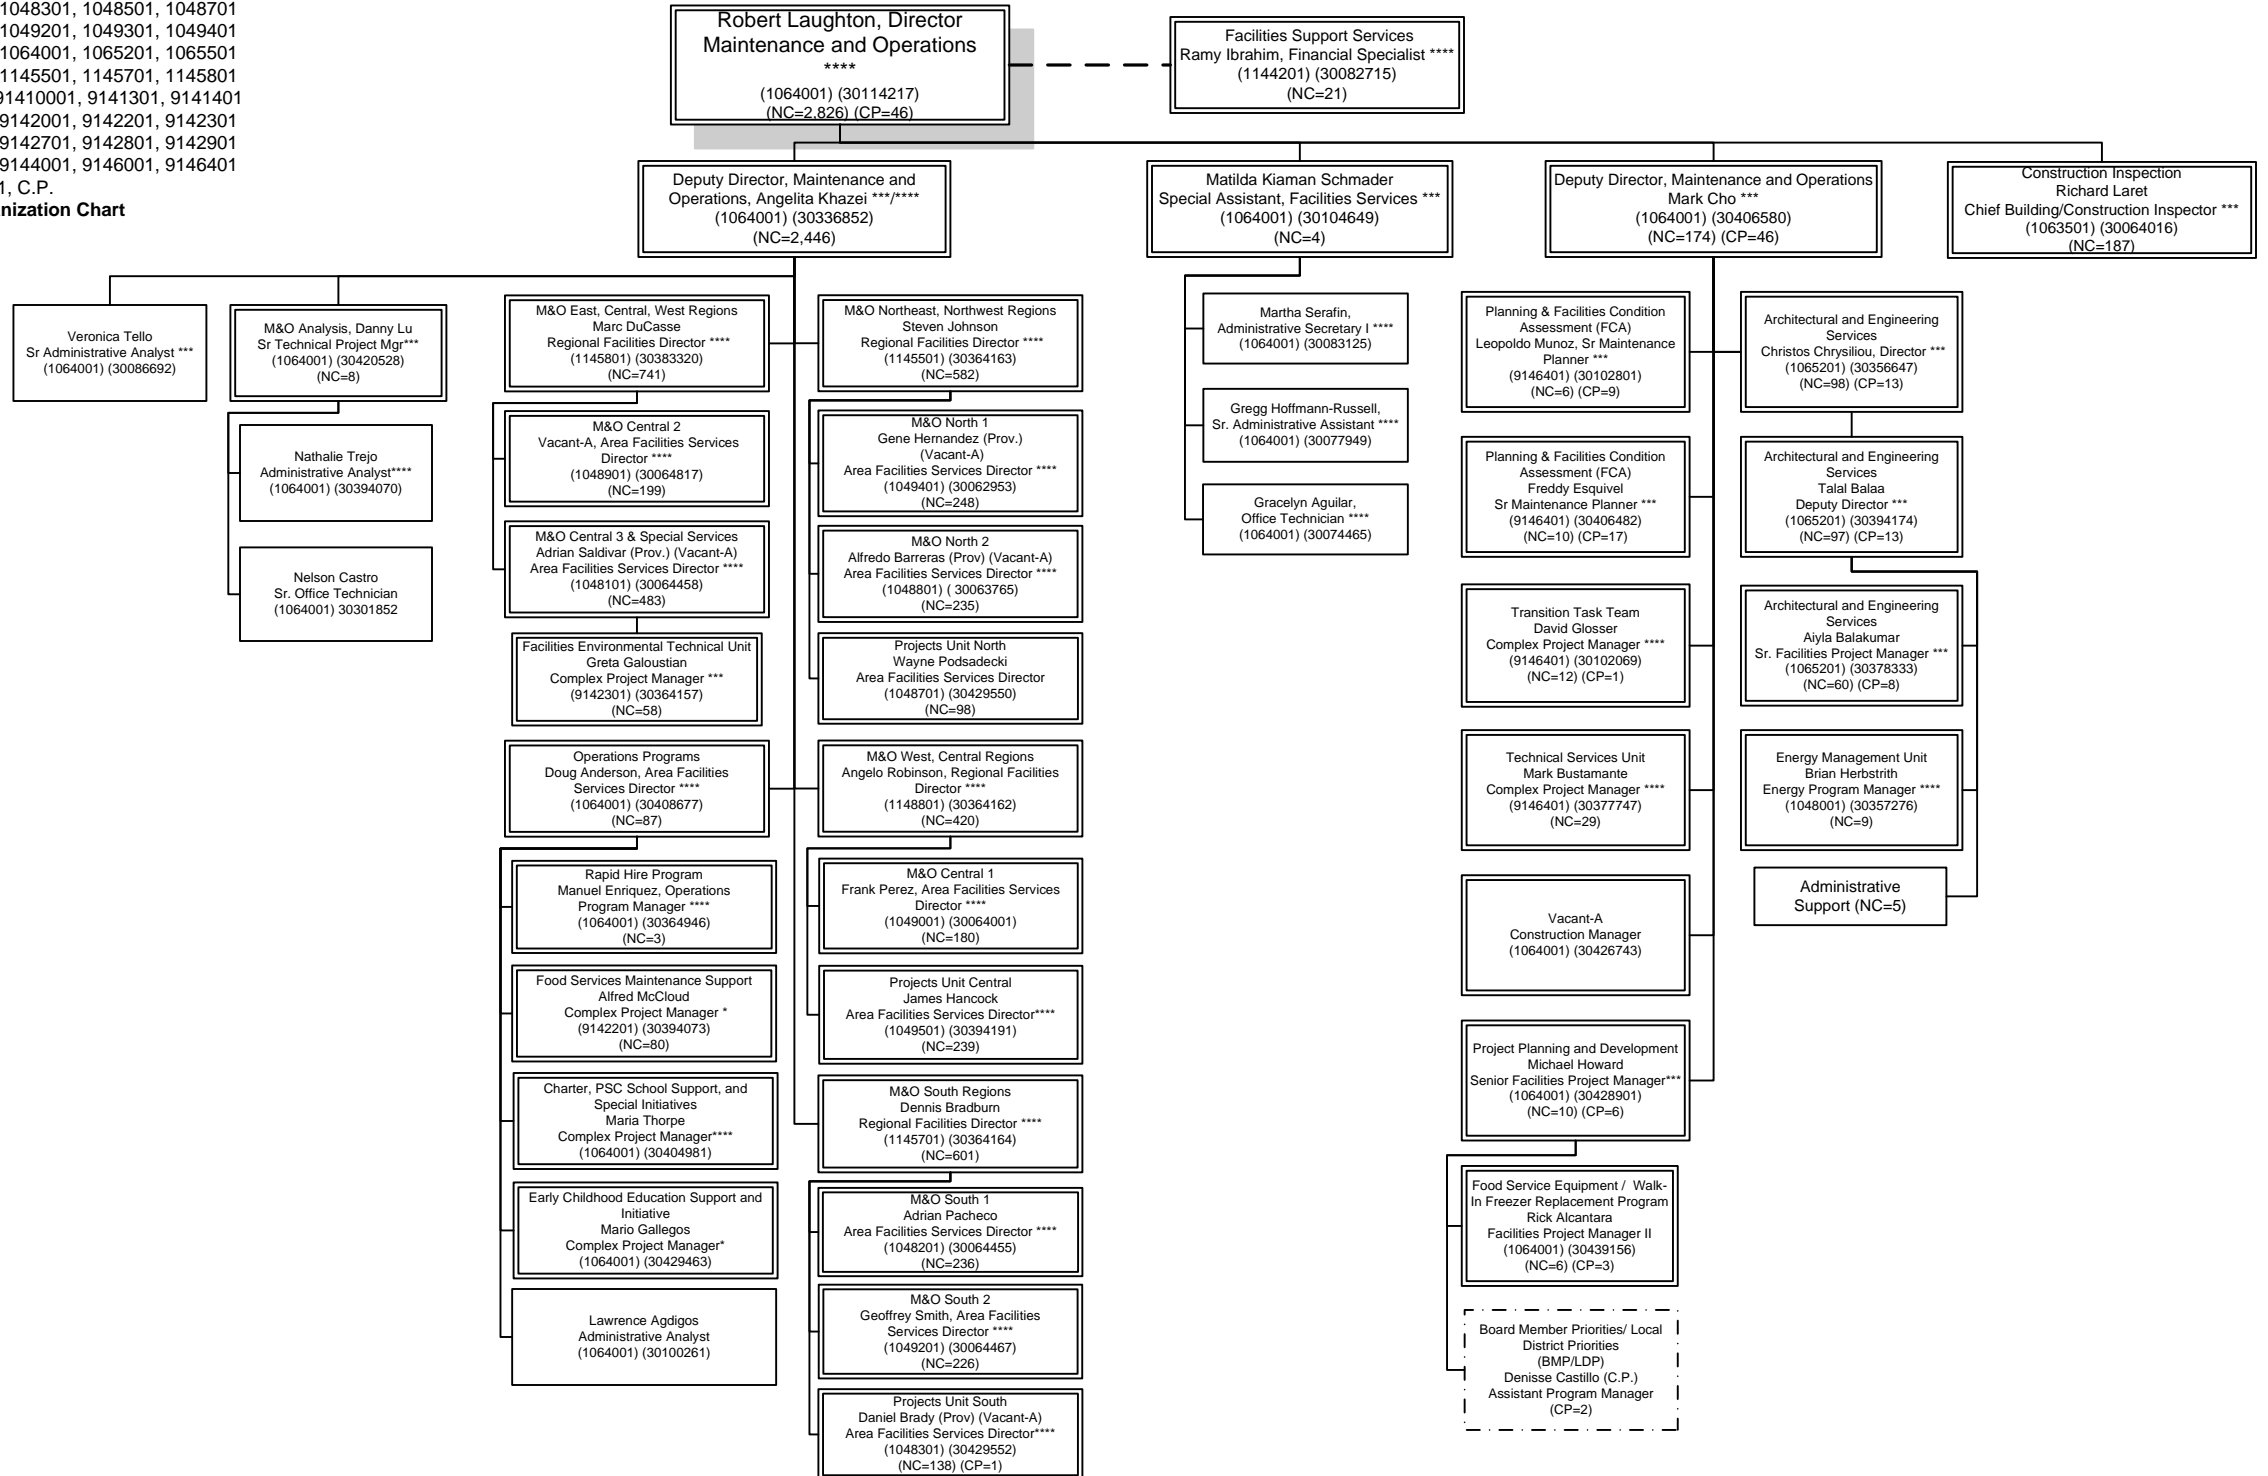 1048301, 1048501, 1048701
1049201, 1049301, 1049401
1064001, 1065201, 1065501
1145501, 1145701, 1145801
91410001, 9141301, 9141401
9142001, 9142201, 9142301
9142701, 9142801, 9142901
9144001, 9146001, 9146401
1, C.P.
nization Chart
Robert Laughton, Director
Maintenance and Operations
****
(1064001) (30114217)
(NC=2,826) (CP=46)
Facilities Support Services
Ramy Ibrahim, Financial Specialist ****
(1144201) (30082715)
(NC=21)
Deputy Director, Maintenance and
Operations, Angelita Khazei ***/****
(1064001) (30336852)
(NC=2,446)
Matilda Kiaman Schmader
Special Assistant, Facilities Services ***
(1064001) (30104649)
(NC=4)
Deputy Director, Maintenance and Operations
Mark Cho ***
(1064001) (30406580)
(NC=174) (CP=46)
Construction Inspection
Richard Laret
Chief Building/Construction Inspector ***
(1063501) (30064016)
(NC=187)
Veronica Tello
Sr Administrative Analyst ***
(1064001) (30086692)
M&O Analysis, Danny Lu
Sr Technical Project Mgr***
(1064001) (30420528)
(NC=8)
Nathalie Trejo
Administrative Analyst****
(1064001) (30394070)
Nelson Castro
Sr. Office Technician
(1064001) 30301852
M&O East, Central, West Regions
Marc DuCasse
Regional Facilities Director ****
(1145801) (30383320)
(NC=741)
M&O Central 2
Vacant-A, Area Facilities Services
Director ****
(1048901) (30064817)
(NC=199)
M&O Central 3 & Special Services
Adrian Saldivar (Prov.) (Vacant-A)
Area Facilities Services Director ****
(1048101) (30064458)
(NC=483)
Facilities Environmental Technical Unit
Greta Galoustian
Complex Project Manager ***
(9142301) (30364157)
(NC=58)
Operations Programs
Doug Anderson, Area Facilities
Services Director ****
(1064001) (30408677)
(NC=87)
Rapid Hire Program
Manuel Enriquez, Operations
Program Manager ****
(1064001) (30364946)
(NC=3)
Food Services Maintenance Support
Alfred McCloud
Complex Project Manager *
(9142201) (30394073)
(NC=80)
Charter, PSC School Support, and
Special Initiatives
Maria Thorpe
Complex Project Manager****
(1064001) (30404981)
Early Childhood Education Support and
Initiative
Mario Gallegos
Complex Project Manager*
(1064001) (30429463)
Lawrence Agdigos
Administrative Analyst
(1064001) (30100261)
M&O Northeast, Northwest Regions
Steven Johnson
Regional Facilities Director ****
(1145501) (30364163)
(NC=582)
M&O North 1
Gene Hernandez (Prov.)
(Vacant-A)
Area Facilities Services Director ****
(1049401) (30062953)
(NC=248)
M&O North 2
Alfredo Barreras (Prov) (Vacant-A)
Area Facilities Services Director ****
(1048801) ( 30063765)
(NC=235)
Projects Unit North
Wayne Podsadecki
Area Facilities Services Director
(1048701) (30429550)
(NC=98)
M&O West, Central Regions
Angelo Robinson, Regional Facilities
Director ****
(1148801) (30364162)
(NC=420)
M&O Central 1
Frank Perez, Area Facilities Services
Director ****
(1049001) (30064001)
(NC=180)
Projects Unit Central
James Hancock
Area Facilities Services Director****
(1049501) (30394191)
(NC=239)
M&O South Regions
Dennis Bradburn
Regional Facilities Director ****
(1145701) (30364164)
(NC=601)
M&O South 1
Adrian Pacheco
Area Facilities Services Director ****
(1048201) (30064455)
(NC=236)
M&O South 2
Geoffrey Smith, Area Facilities
Services Director ****
(1049201) (30064467)
(NC=226)
Projects Unit South
Daniel Brady (Prov) (Vacant-A)
Area Facilities Services Director****
(1048301) (30429552)
(NC=138) (CP=1)
Martha Serafin,
Administrative Secretary I ****
(1064001) (30083125)
Gregg Hoffmann-Russell,
Sr. Administrative Assistant ****
(1064001) (30077949)
Gracelyn Aguilar,
Office Technician ****
(1064001) (30074465)
Planning & Facilities Condition
Assessment (FCA)
Leopoldo Munoz, Sr Maintenance
Planner ***
(9146401) (30102801)
(NC=6) (CP=9)
Planning & Facilities Condition
Assessment (FCA)
Freddy Esquivel
Sr Maintenance Planner ***
(9146401) (30406482)
(NC=10) (CP=17)
Transition Task Team
David Glosser
Complex Project Manager ****
(9146401) (30102069)
(NC=12) (CP=1)
Technical Services Unit
Mark Bustamante
Complex Project Manager ****
(9146401) (30377747)
(NC=29)
Vacant-A
Construction Manager
(1064001) (30426743)
Project Planning and Development
Michael Howard
Senior Facilities Project Manager***
(1064001) (30428901)
(NC=10) (CP=6)
Food Service Equipment / Walk-
In Freezer Replacement Program
Rick Alcantara
Facilities Project Manager II
(1064001) (30439156)
(NC=6) (CP=3)
Board Member Priorities/ Local
District Priorities
(BMP/LDP)
Denisse Castillo (C.P.)
Assistant Program Manager
(CP=2)
Architectural and Engineering
Services
Christos Chrysiliou, Director ***
(1065201) (30356647)
(NC=98) (CP=13)
Architectural and Engineering
Services
Talal Balaa
Deputy Director ***
(1065201) (30394174)
(NC=97) (CP=13)
Architectural and Engineering
Services
Aiyla Balakumar
Sr. Facilities Project Manager ***
(1065201) (30378333)
(NC=60) (CP=8)
Energy Management Unit
Brian Herbstrith
Energy Program Manager ****
(1048001) (30357276)
(NC=9)
Administrative
Support (NC=5)